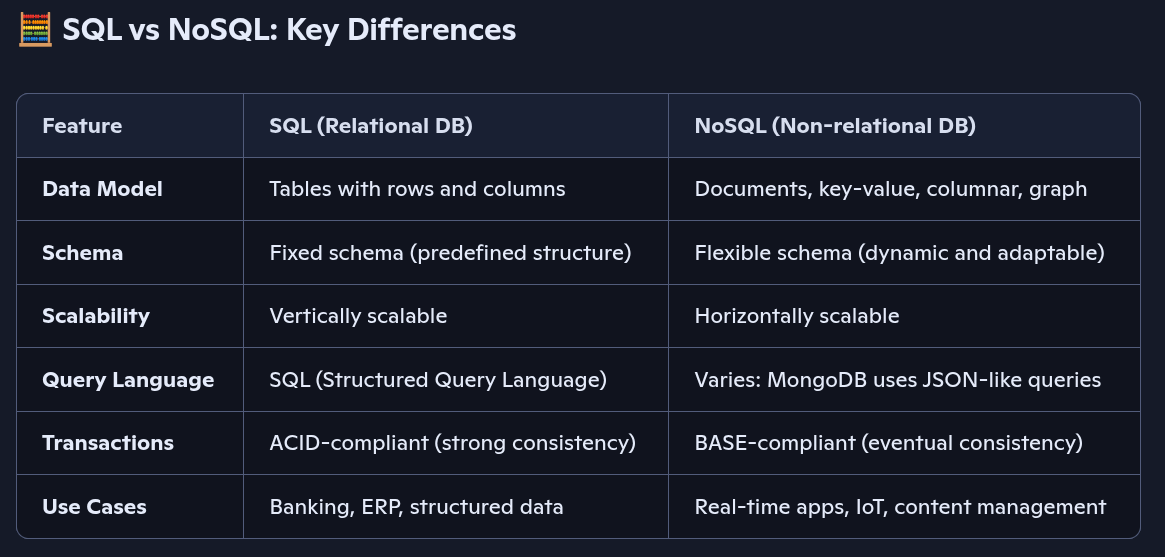 SQL vs NoSQL: Key Differences
Feature SQL (Relational DB) NoSQL (Non-relational DB)
Data Model Tables with rows and columns Documents, key-value, columnar, graph
Schema Fixed schema (predefined structure) Flexible schema (dynamic and adaptable)
Scalability Vertically scalable Horizontally scalable
Query Language SQL (Structured Query Language) Varies: MongoDB uses JSON-like queries
Transactions ACID-compliant (strong consistency) BASE-compliant (eventual consistency)
Use Cases Banking, ERP, structured data Real-time apps, IoT, content management